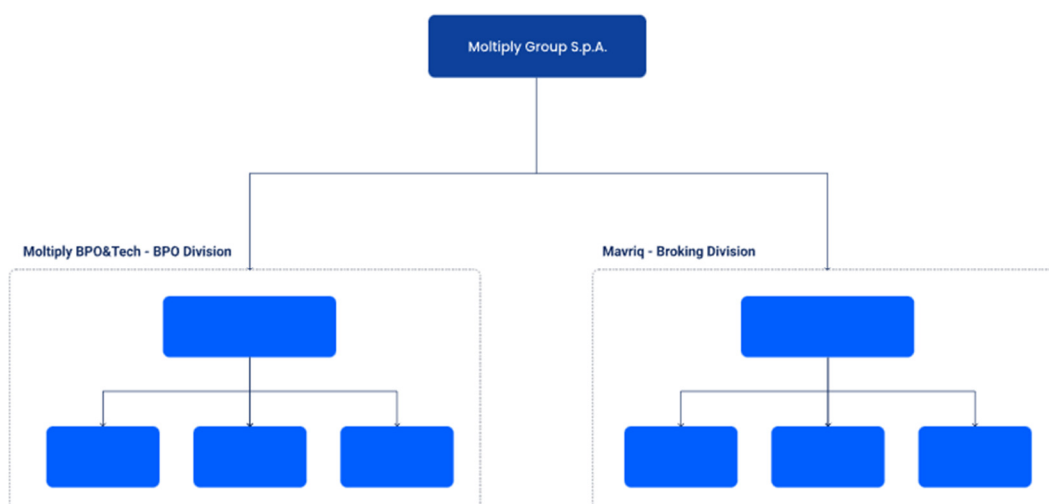 Moltiply Group S.p.A.
Moltiply BPO&Tech - BPO Division
Mavriq - Broking Division